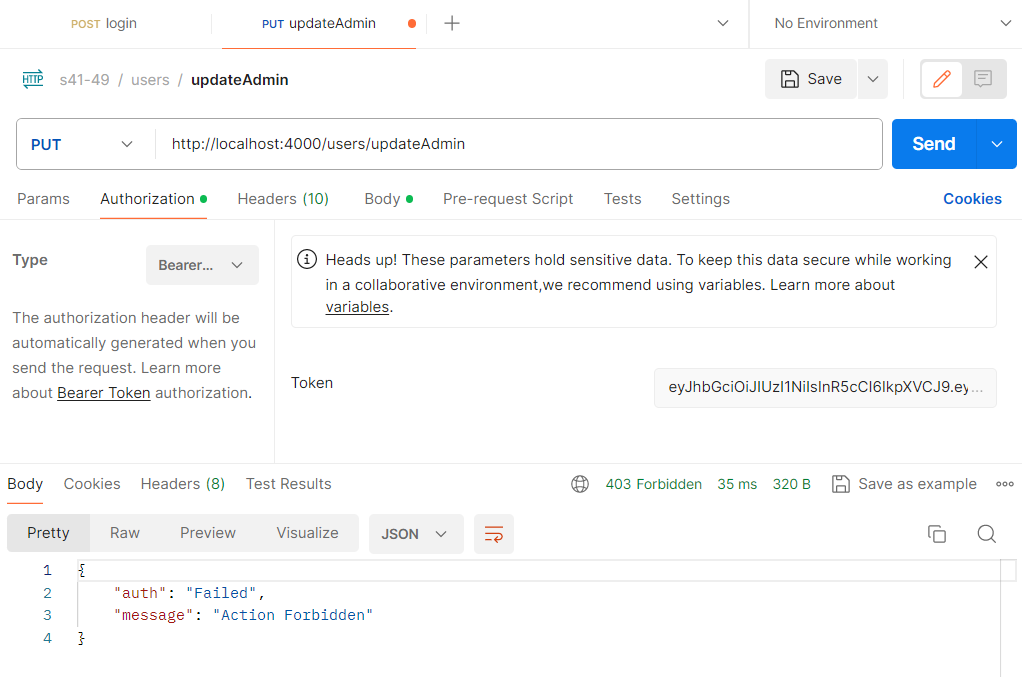 POST login PUT updateAdmin No Environment
HTTP s41-49 / users / updateAdmin Save
PUT http://localhost:4000/users/updateAdmin Send
Params Authorization Headers (10) Body Pre-request Script Tests Settings Cookies
Type Bearer...
The authorization header will be
automatically generated when you
send the request. Learn more
about Bearer Token authorization.
Heads up! These parameters hold sensitive data. To keep this data secure while working
in a collaborative environment,we recommend using variables. Learn more about
variables.
Token eyJhbGciOiJIUzI1NiIsInR5cCI6IkpXVCJ9.ey...
Body Cookies Headers (8) Test Results 403 Forbidden 35 ms 320 B Save as example
Pretty Raw Preview Visualize JSON
1 {
2 "auth": "Failed",
3 "message": "Action Forbidden"
4 }